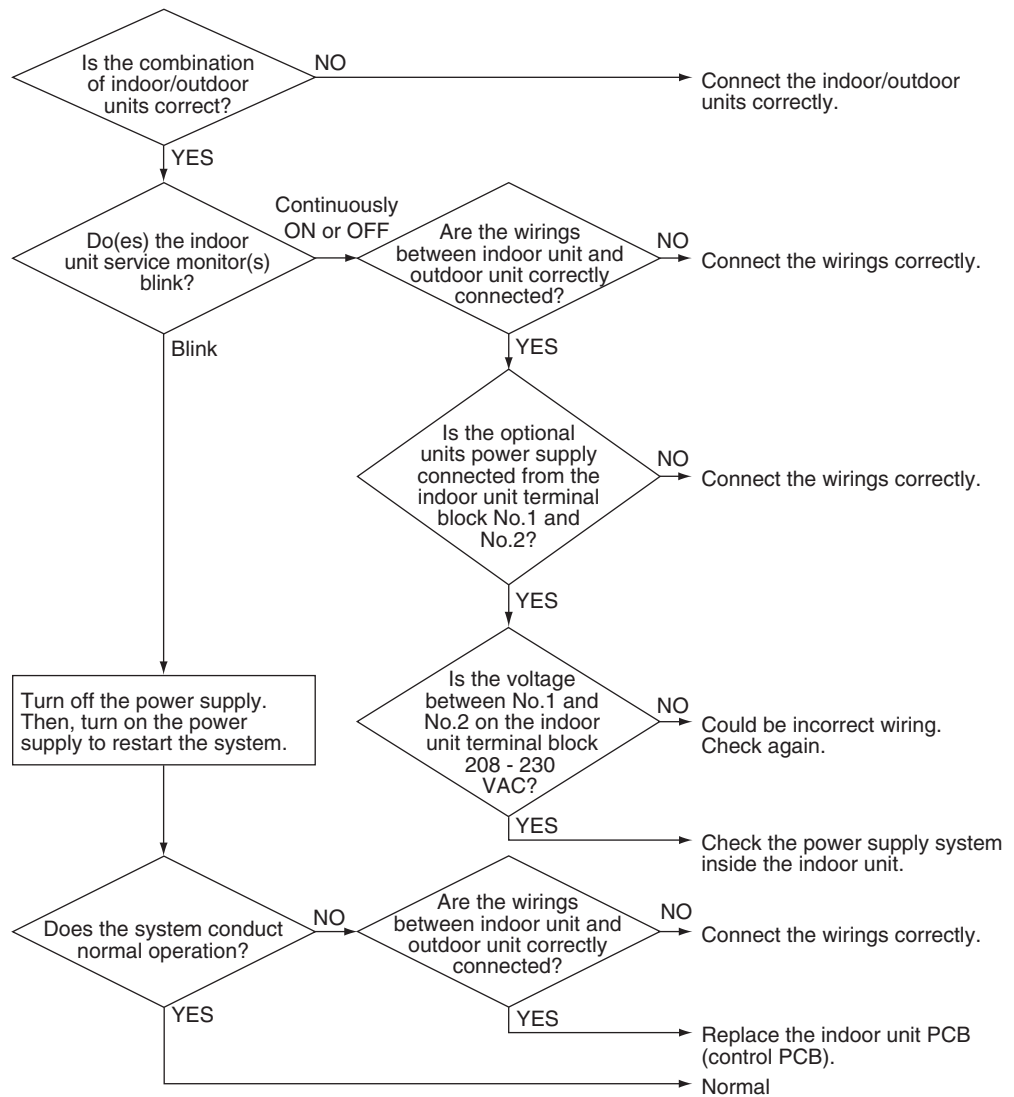 Is the combination
of indoor/outdoor
units correct?
NO
Connect the indoor/outdoor
units correctly.
YES
Do(es) the indoor
unit service monitor(s)
blink?
Continuously
ON or OFF
Are the wirings
between indoor unit and
outdoor unit correctly
connected?
NO
Connect the wirings correctly.
Blink
YES
Is the optional
units power supply
connected from the
indoor unit terminal
block No.1 and
No.2?
NO
Connect the wirings correctly.
YES
Turn off the power supply.
Then, turn on the power
supply to restart the system.
Is the voltage
between No.1 and
No.2 on the indoor
unit terminal block
208 - 230
VAC?
NO
Could be incorrect wiring.
Check again.
YES
Check the power supply system
inside the indoor unit.
Does the system conduct
normal operation?
NO
Are the wirings
between indoor unit and
outdoor unit correctly
connected?
NO
Connect the wirings correctly.
YES
YES
Replace the indoor unit PCB
(control PCB).
Normal